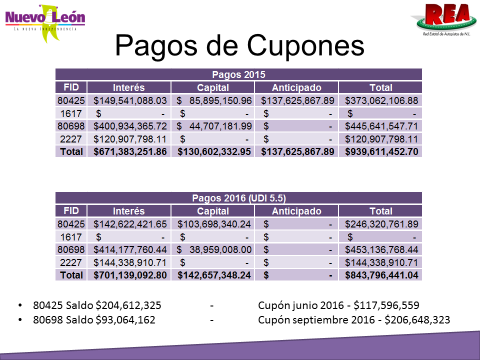 Nuevo León
REA
Red Estatal de Autopistas de N.L.
Pagos de Cupones
Pagos 2015
FID Interés Capital Anticipado Total
80425 $149,541,088.03 $ 85,895,150.96 $137,625,867.89 $373,062,106.88
1617 $ - $ - $ - $ -
80698 $400,934,365.72 $ 44,707,181.99 $ - $445,641,547.71
2227 $120,907,798.11 $ - $ - $120,907,798.11
Total $671,383,251.86 $130,602,332.95 $137,625,867.89 $939,611,452.70
Pagos 2016 (UDI 5.5)
FID Interés Capital Anticipado Total
80425 $142,622,421.65 $103,698,340.24 $ - $246,320,761.89
1617 $ - $ - $ - $ -
80698 $414,177,760.44 $ 38,959,008.00 $ - $453,136,768.44
2227 $144,338,910.71 $ - $ - $144,338,910.71
Total $701,139,092.80 $142,657,348.24 $ - $843,796,441.04
• 80425 Saldo $204,612,325 - Cupón junio 2016 - $117,596,559
• 80698 Saldo $93,064,162 - Cupón septiembre 2016 - $206,648,323